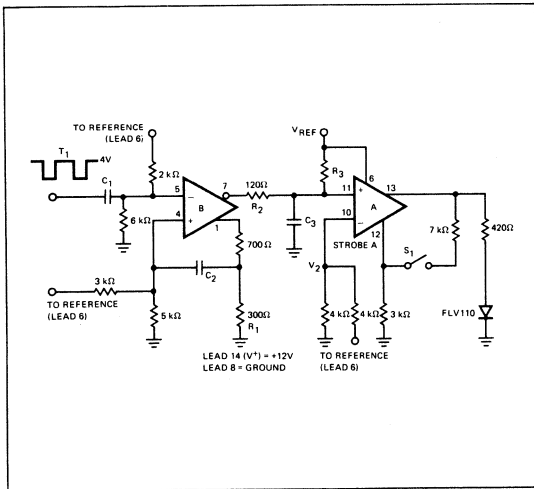 TO REFERENCE
(LEAD 6)
T1
4V
C1
2 kΩ
6 kΩ
5
−
4
+
B
7
1
120Ω
R2
700Ω
C2
3 kΩ
TO REFERENCE
(LEAD 6)
5 kΩ
300Ω
R1
VREF
R3
C3
6
11
+
10
−
A
13
12
STROBE A
7 kΩ
420Ω
S1
V2
4 kΩ
4 kΩ
3 kΩ
FLV110
LEAD 14 (V+) = +12V
LEAD 8 = GROUND
TO REFERENCE
(LEAD 6)